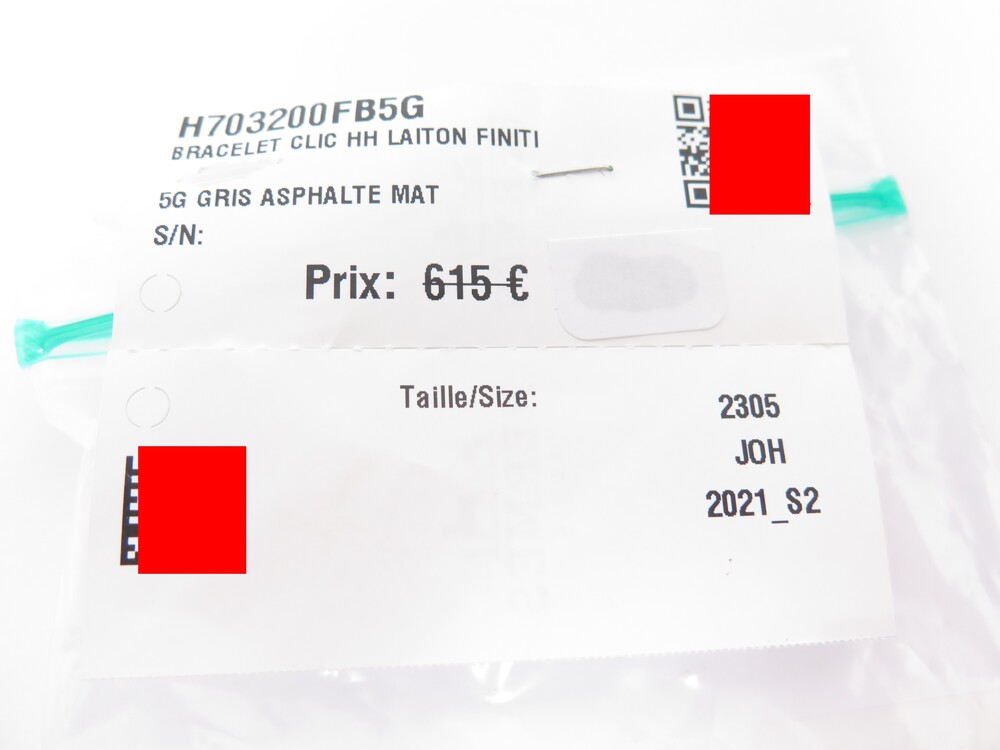 H703200FB5G
BRACELET CLIC HH LAITON FINITI
5G GRIS ASPHALTE MAT
S/N:
Prix: 615 €
Taille/Size:
2305
JOH
2021_S2